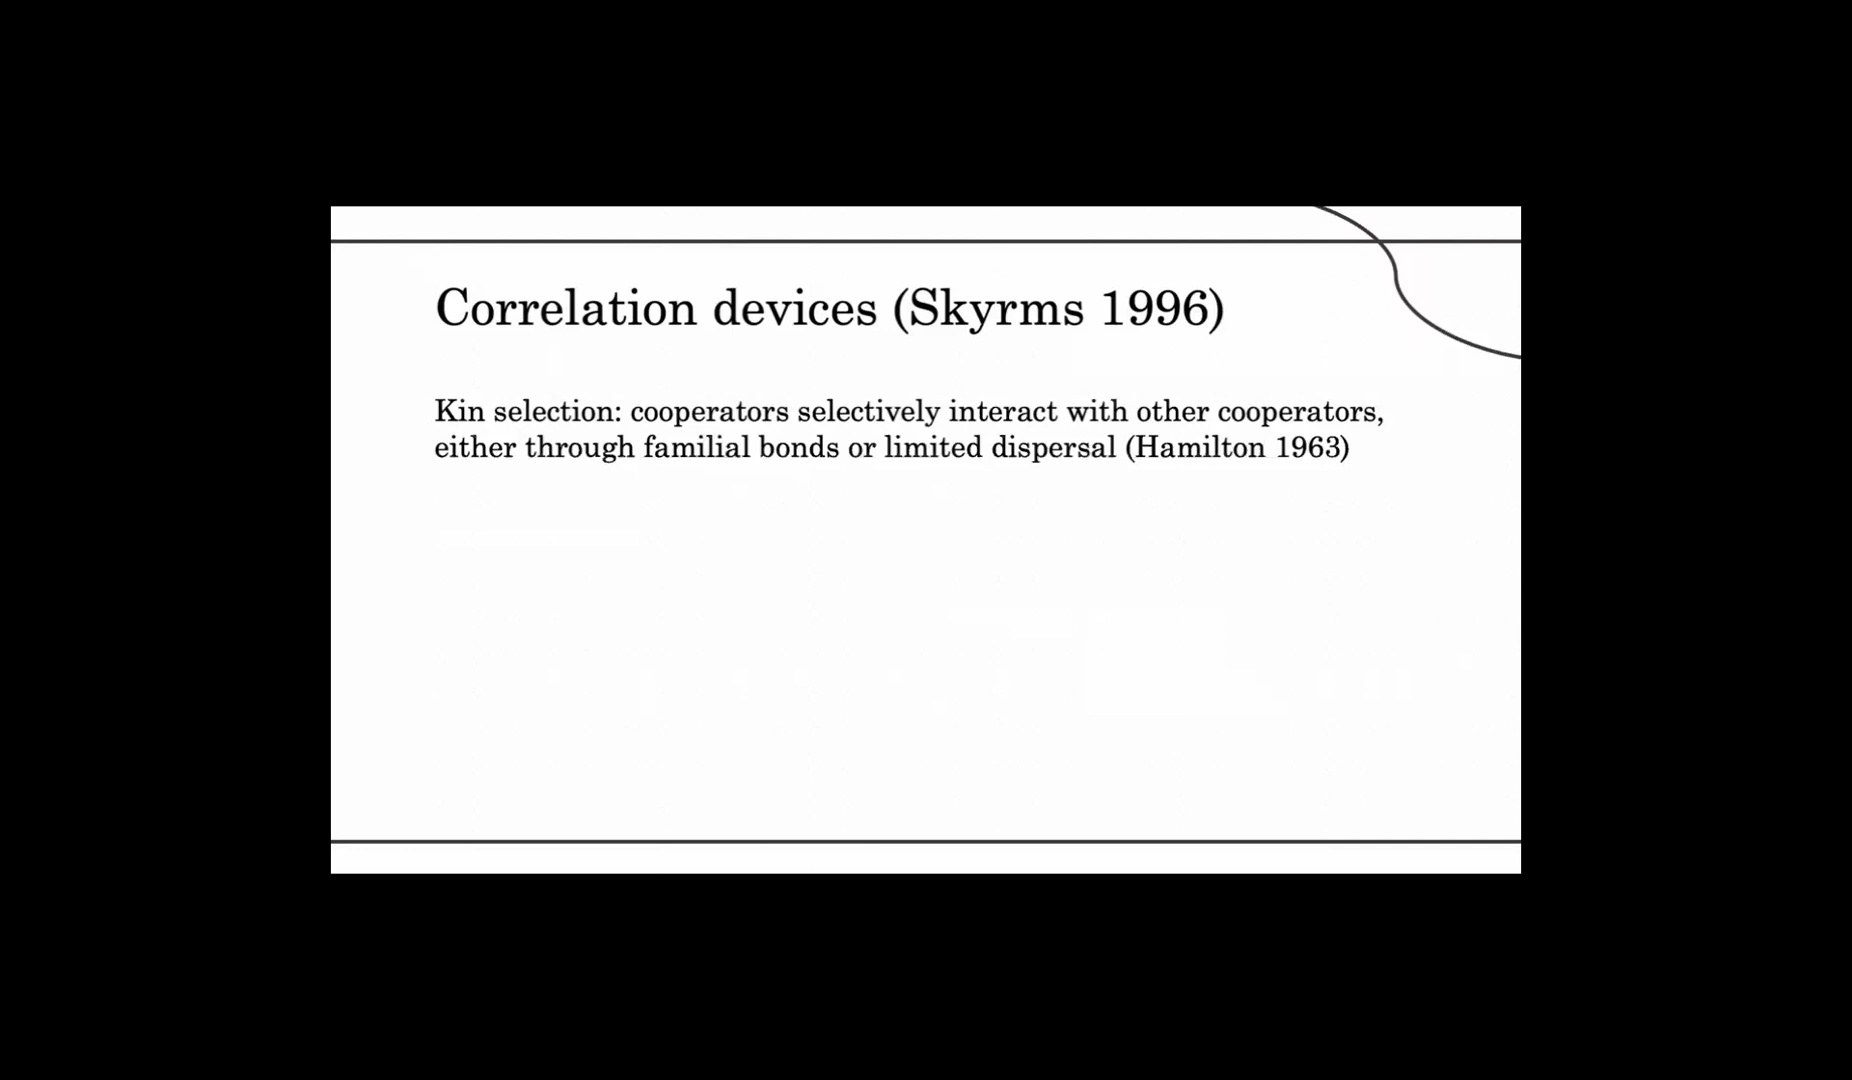 Correlation devices (Skyrms 1996)
Kin selection: cooperators selectively interact with other cooperators,
either through familial bonds or limited dispersal (Hamilton 1963)